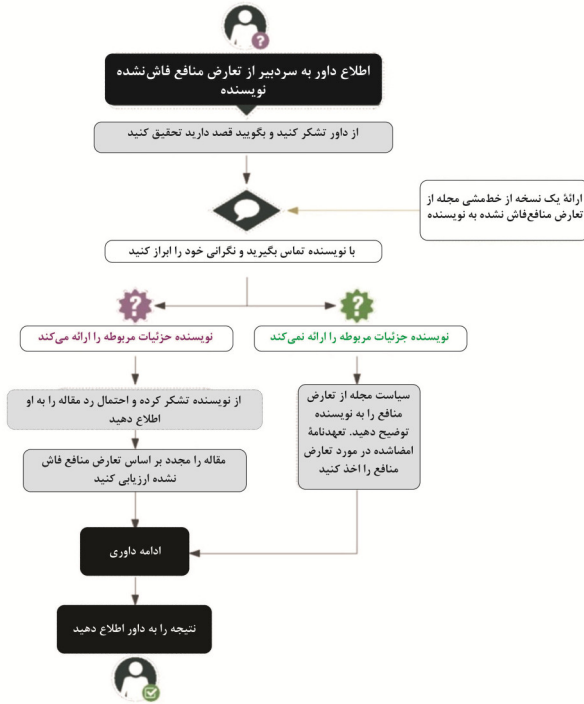 اطلاع داور به سردبیر از تعارض منافع فاش‌نشده
نویسنده
از داور تشکر کنید و بگویید قصد دارید تحقیق کنید
ارائهٔ یک نسخه از خط‌مشی مجله از
تعارض منافع‌فاش نشده به نویسنده
با نویسنده تماس بگیرید و نگرانی خود را ابراز کنید
?
?
نویسنده جزئیات مربوطه را ارائه نمی‌کند
نویسنده حزئیات مربوطه را ارائه می‌کند
سیاست مجله از تعارض
منافع را به نویسنده
توضیح دهید. تعهدنامهٔ
امضاشده در مورد تعارض
منافع را اخذ کنید
از نویسنده تشکر کرده و احتمال رد مقاله را به او
اطلاع دهید
مقاله را مجدد بر اساس تعارض منافع فاش
نشده ارزیابی کنید
ادامه داوری
نتیجه را به داور اطلاع دهید